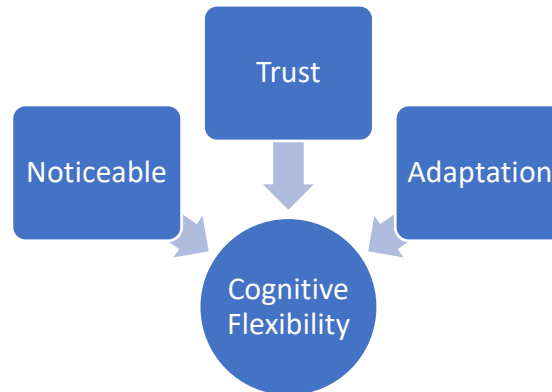 Trust
Noticeable
Adaptation
Cognitive
Flexibility